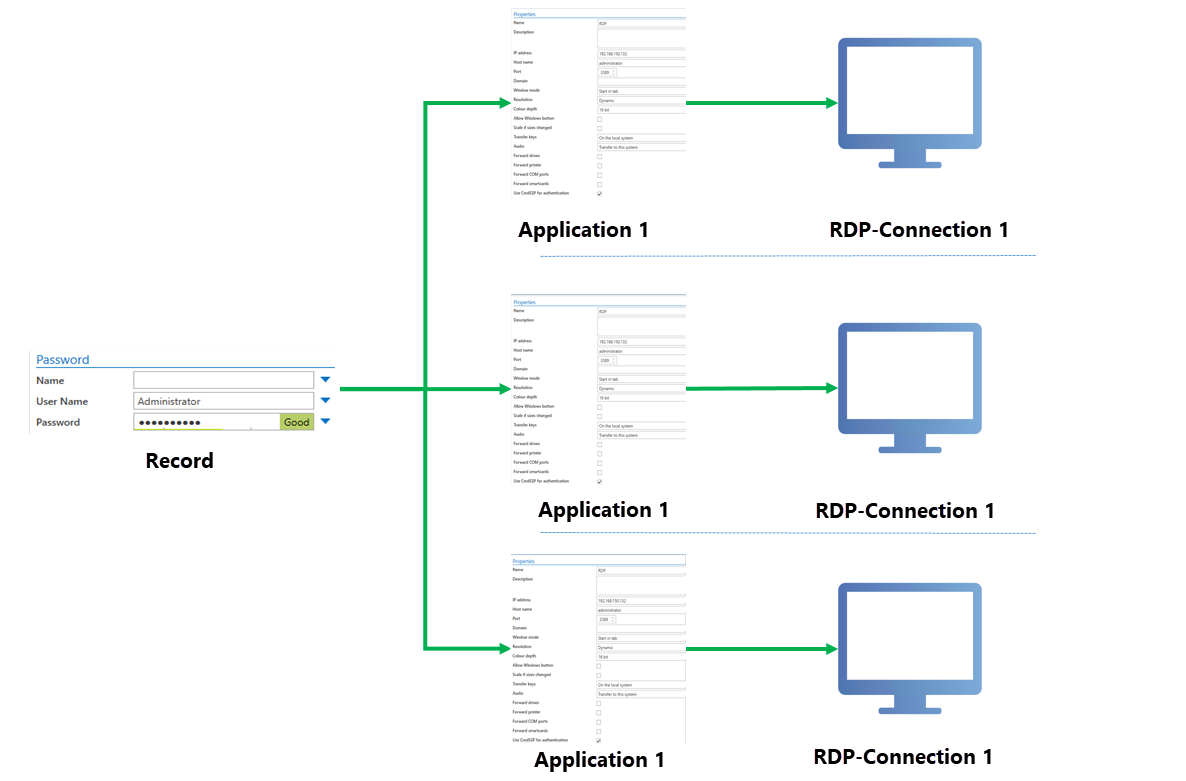 Properties
Name RDP
Description
IP address 192.168.150.132
Host name administrator
Port 3389
Domain
Window mode Start in tab
Resolution Dynamic
Colour depth 16 bit
Allow Windows button
Scale if sizes changed
Transfer keys On the local system
Audio Transfer to this system
Forward drives
Forward printer
Forward COM ports
Forward smartcards
Use CredSSP for authentication
Application 1
RDP-Connection 1
Password
Name
User Name Administrator
Password ●●●●●●●●●● Good
Record
Properties
Name RDP
Description
IP address 192.168.150.132
Host name administrator
Port 3389
Domain
Window mode Start in tab
Resolution Dynamic
Colour depth 16 bit
Allow Windows button
Scale if sizes changed
Transfer keys On the local system
Audio Transfer to this system
Forward drives
Forward printer
Forward COM ports
Forward smartcards
Use CredSSP for authentication
Application 1
RDP-Connection 1
Properties
Name RDP
Description
IP address 192.168.150.132
Host name administrator
Port 3389
Domain
Window mode Start in tab
Resolution Dynamic
Colour depth 16 bit
Allow Windows button
Scale if sizes changed
Transfer keys On the local system
Audio Transfer to this system
Forward drives
Forward printer
Forward COM ports
Forward smartcards
Use CredSSP for authentication
Application 1
RDP-Connection 1